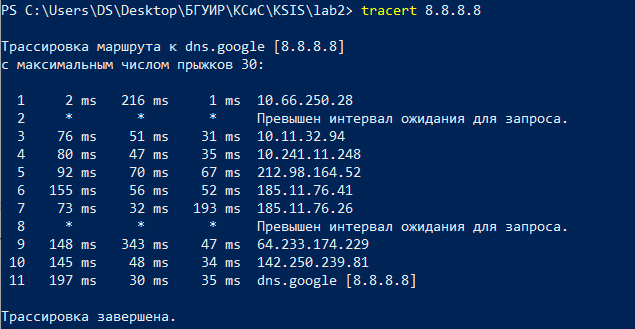 PS C:\Users\DS\Desktop\БГУИР\КСиС\KSIS\lab2> tracert 8.8.8.8
Трассировка маршрута к dns.google [8.8.8.8]
с максимальным числом прыжков 30:
1 2 ms 216 ms 1 ms 10.66.250.28
2 * * * Превышен интервал ожидания для запроса.
3 76 ms 51 ms 31 ms 10.11.32.94
4 80 ms 47 ms 35 ms 10.241.11.248
5 92 ms 70 ms 67 ms 212.98.164.52
6 155 ms 56 ms 52 ms 185.11.76.41
7 73 ms 32 ms 193 ms 185.11.76.26
8 * * * Превышен интервал ожидания для запроса.
9 148 ms 343 ms 47 ms 64.233.174.229
10 145 ms 48 ms 34 ms 142.250.239.81
11 197 ms 30 ms 35 ms dns.google [8.8.8.8]
Трассировка завершена.